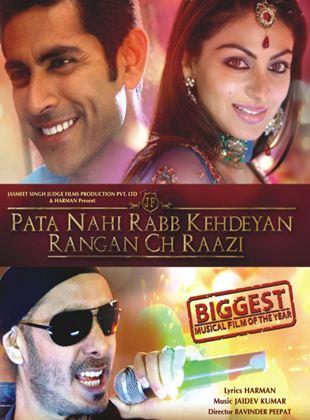 JASMEET SINGH JUDGE FILMS PRODUCTION PVT. LTD
& HARMAN Present
JF
PATA NAHI RABB KEHDEYAN
RANGAN CH RAAZI
BIGGEST
MUSICAL FILM OF THE YEAR
Lyrics HARMAN
Music JAIDEV KUMAR
Director RAVINDER PEEPAT